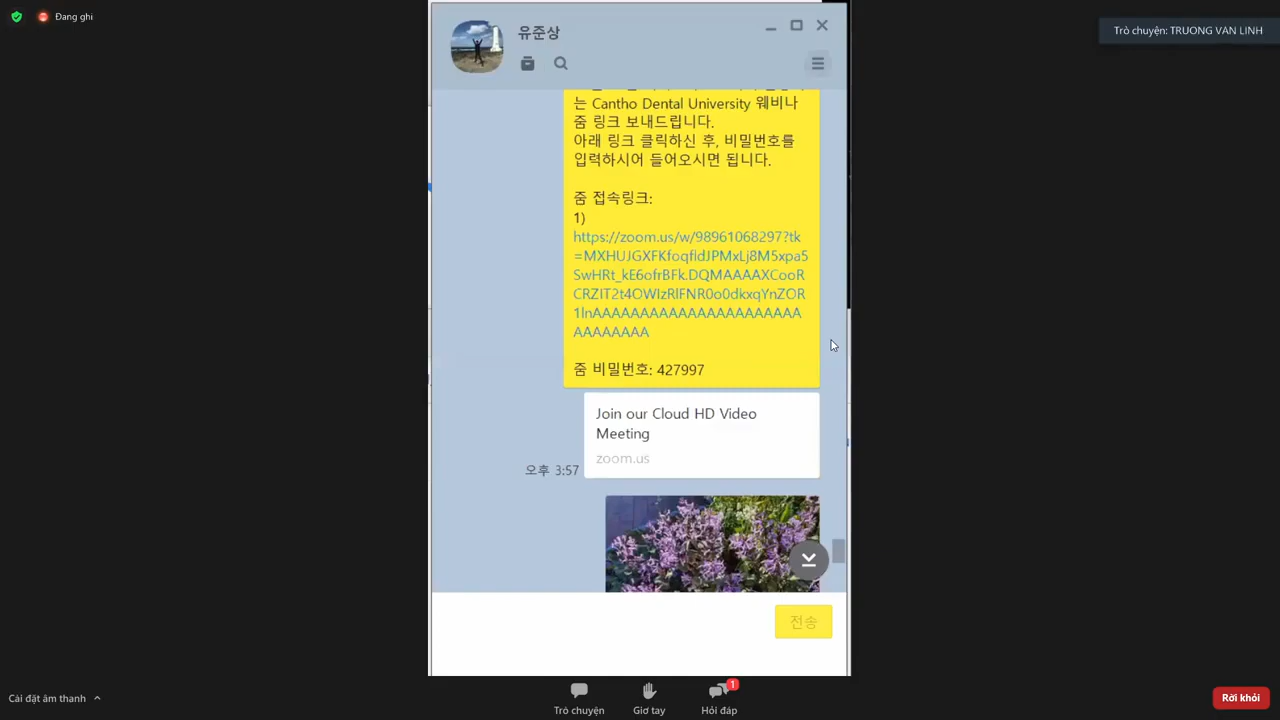 Đang ghi
Trò chuyện: TRUONG VAN LINH
유준상
는 Cantho Dental University 웨비나
줌 링크 보내드립니다.
아래 링크 클릭하신 후, 비밀번호를
입력하시어 들어오시면 됩니다.
줌 접속링크:
1)
https://zoom.us/w/98961068297?tk
=MXHUJGXFKfoqfidJPMxLj8M5xpa5
SwHRt_kE6ofrBFk.DQMAAAAXCooR
CRZIT2t4OWIzRlFNR0o0dkxqYnZOR
1lnAAAAAAAAAAAAAAAAAAAAAA
AAAAAAAA
줌 비밀번호: 427997
Join our Cloud HD Video
Meeting
zoom.us
오후 3:57
전송
Cài đặt âm thanh
Trò chuyện
Giơ tay
Hỏi đáp
1
Rời khỏi